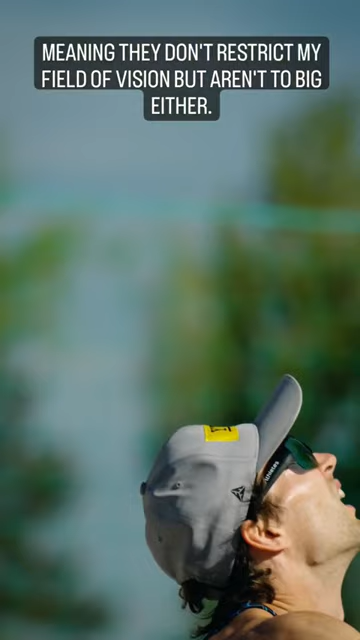 MEANING THEY DON'T RESTRICT MY
FIELD OF VISION BUT AREN'T TO BIG
EITHER.